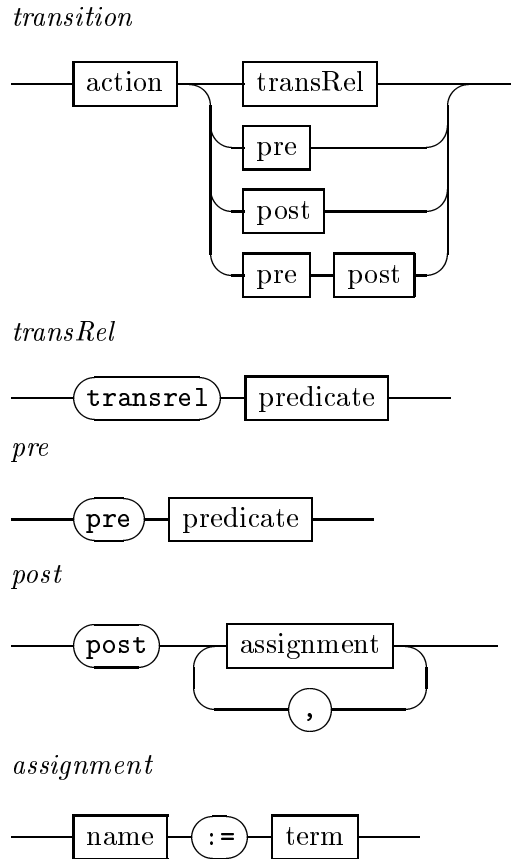 transition
action transRel
pre
post
pre post
transRel
transrel predicate
pre
pre predicate
post
post assignment
,
assignment
name := term